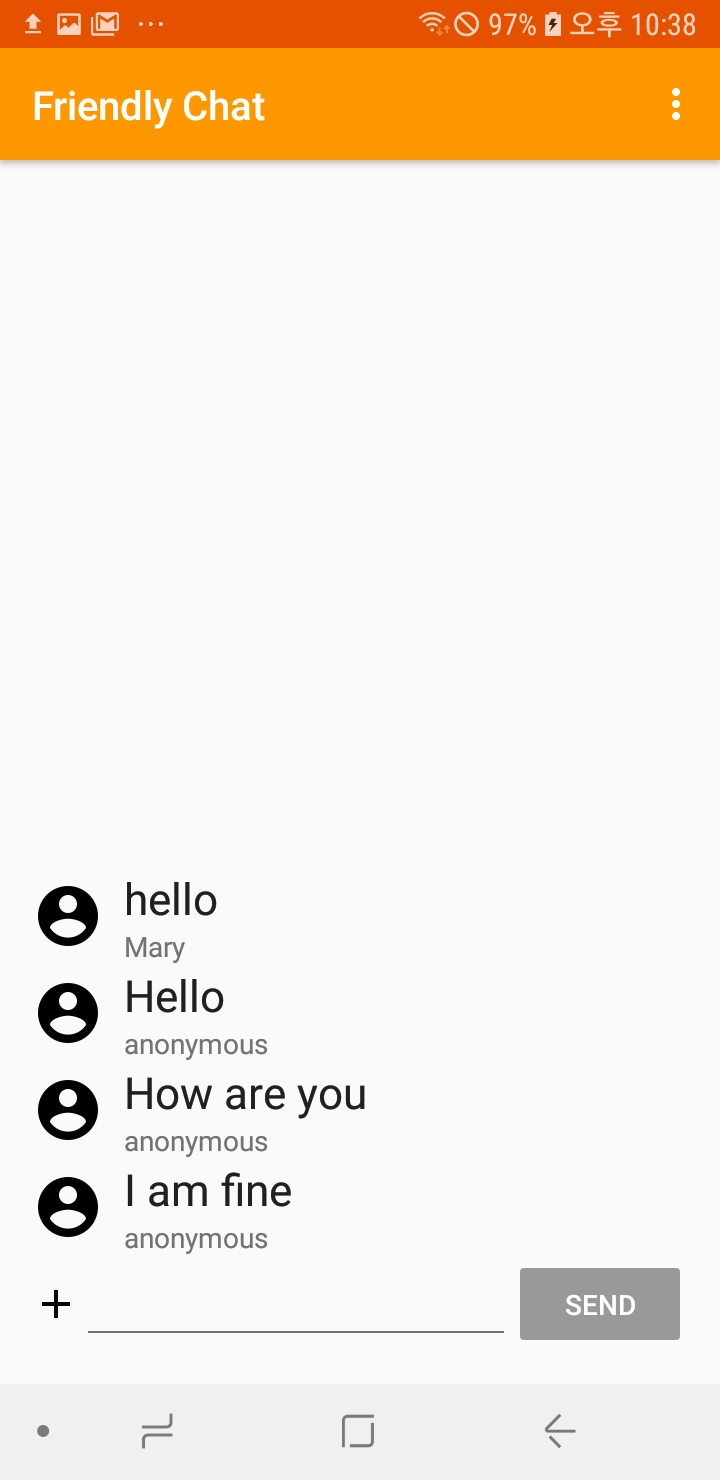 97% 오후 10:38
Friendly Chat
hello
Mary
Hello
anonymous
How are you
anonymous
I am fine
anonymous
SEND